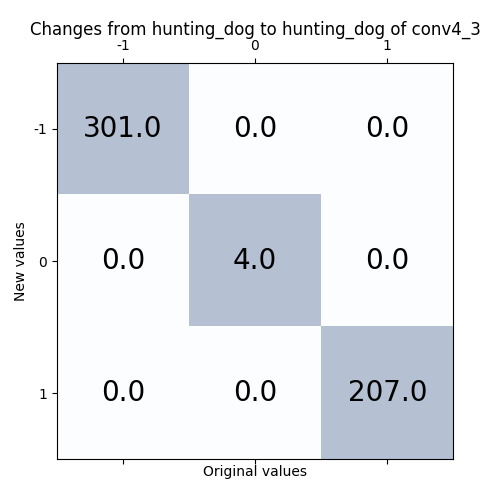 Changes from hunting_dog to hunting_dog of conv4_3
-1 0 1
-1 301.0 0.0 0.0
0 0.0 4.0 0.0
1 0.0 0.0 207.0
New values
Original values